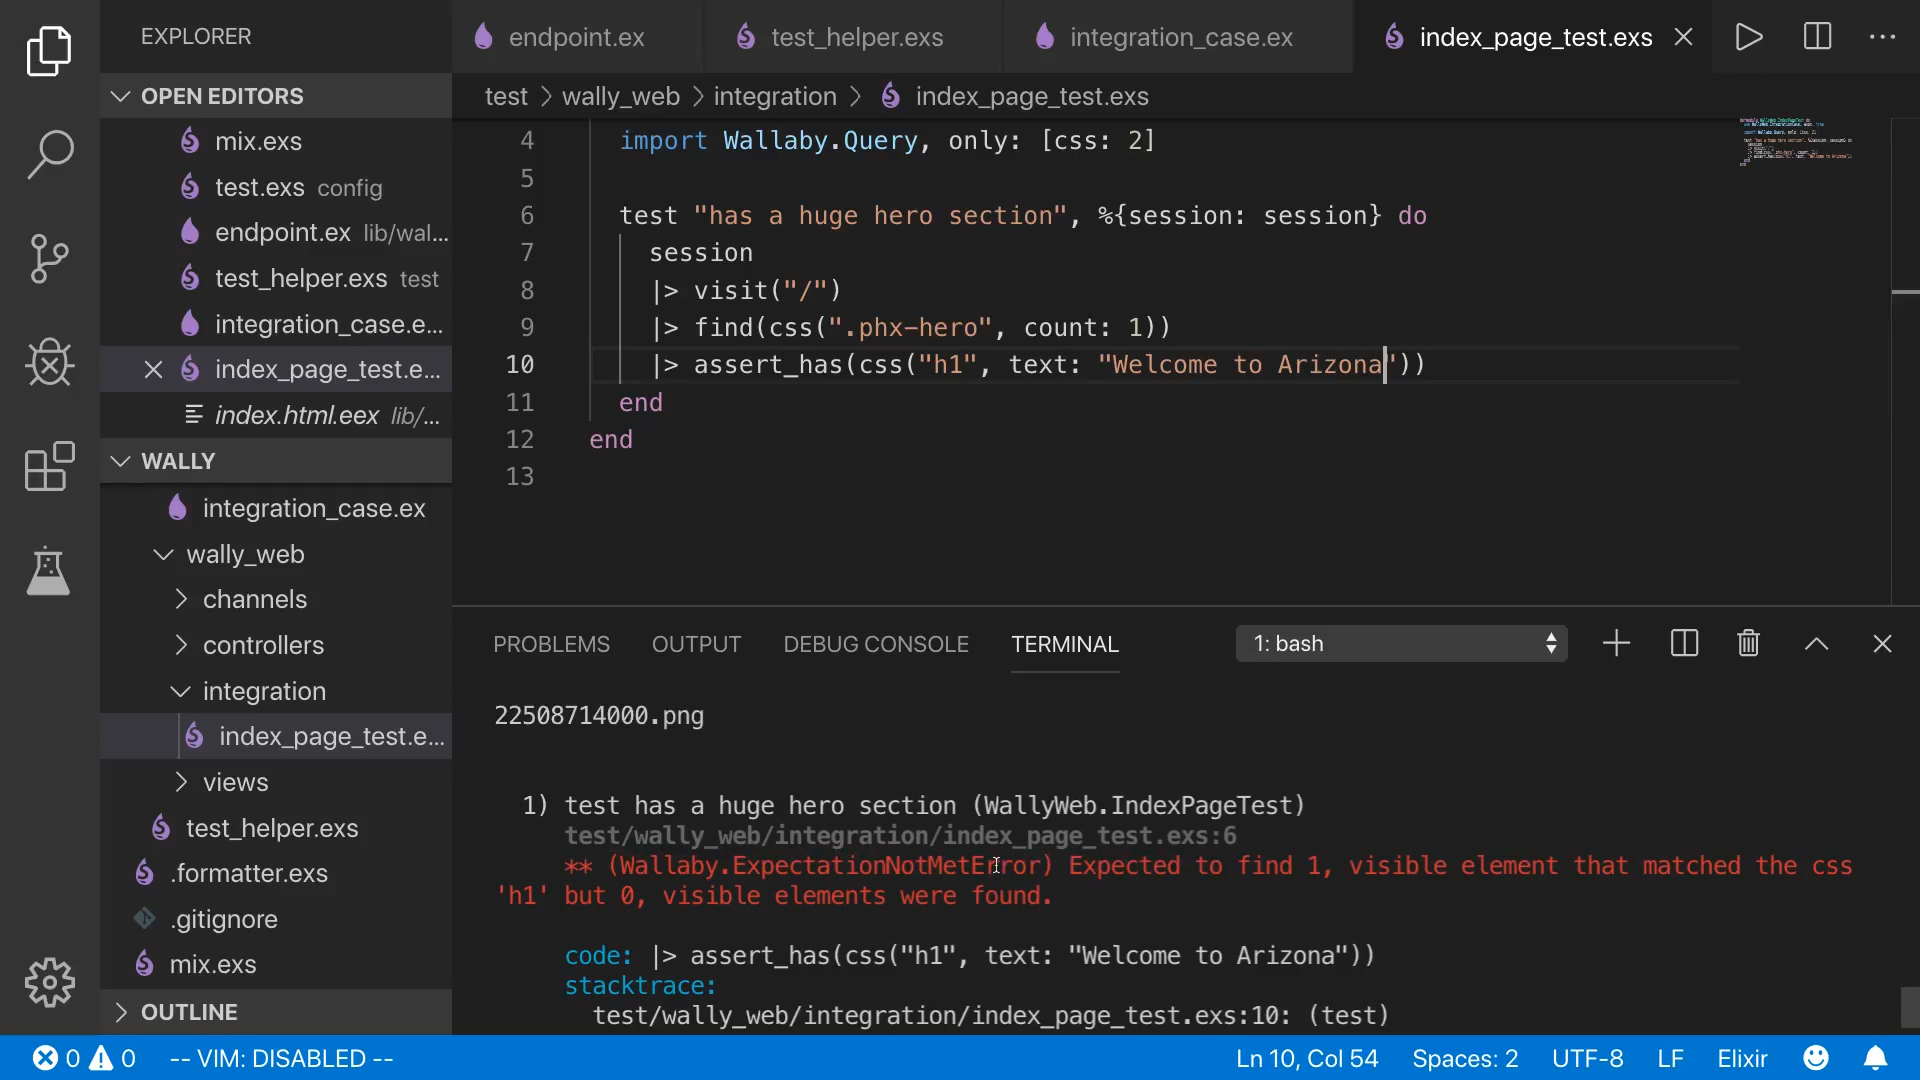 EXPLORER
endpoint.ex
test_helper.exs
integration_case.ex
index_page_test.exs
OPEN EDITORS
mix.exs
test.exs config
endpoint.ex lib/wal...
test_helper.exs test
integration_case.e...
index_page_test.e...
index.html.eex lib/...
WALLY
integration_case.ex
wally_web
channels
controllers
integration
index_page_test.e...
views
test_helper.exs
.formatter.exs
.gitignore
mix.exs
OUTLINE
test > wally_web > integration > index_page_test.exs
4 import Wallaby.Query, only: [css: 2]
5
6 test "has a huge hero section", %{session: session} do
7 session
8 |> visit("/")
9 |> find(css(".phx-hero", count: 1))
10 |> assert_has(css("h1", text: "Welcome to Arizona"))
11 end
12 end
13
PROBLEMS OUTPUT DEBUG CONSOLE TERMINAL 1: bash
22508714000.png
1) test has a huge hero section (WallyWeb.IndexPageTest)
test/wally_web/integration/index_page_test.exs:6
** (Wallaby.ExpectationNotMetError) Expected to find 1, visible element that matched the css
'h1' but 0, visible elements were found.
code: |> assert_has(css("h1", text: "Welcome to Arizona"))
stacktrace:
test/wally_web/integration/index_page_test.exs:10: (test)
0 0 -- VIM: DISABLED -- Ln 10, Col 54 Spaces: 2 UTF-8 LF Elixir